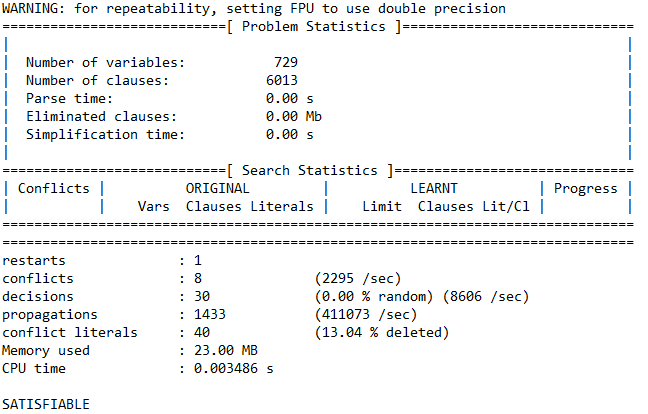 WARNING: for repeatability, setting FPU to use double precision
============================[ Problem Statistics ]=============================
|                                                                             |
|  Number of variables:           729                                         |
|  Number of clauses:            6013                                         |
|  Parse time:                   0.00 s                                       |
|  Eliminated clauses:           0.00 Mb                                      |
|  Simplification time:          0.00 s                                       |
|                                                                             |
============================[ Search Statistics ]==============================
| Conflicts |          ORIGINAL         |          LEARNT          | Progress |
|           |    Vars  Clauses Literals |    Limit  Clauses Lit/Cl |          |
===============================================================================
===============================================================================
restarts              : 1
conflicts             : 8              (2295 /sec)
decisions             : 30             (0.00 % random) (8606 /sec)
propagations          : 1433           (411073 /sec)
conflict literals     : 40             (13.04 % deleted)
Memory used           : 23.00 MB
CPU time              : 0.003486 s

SATISFIABLE